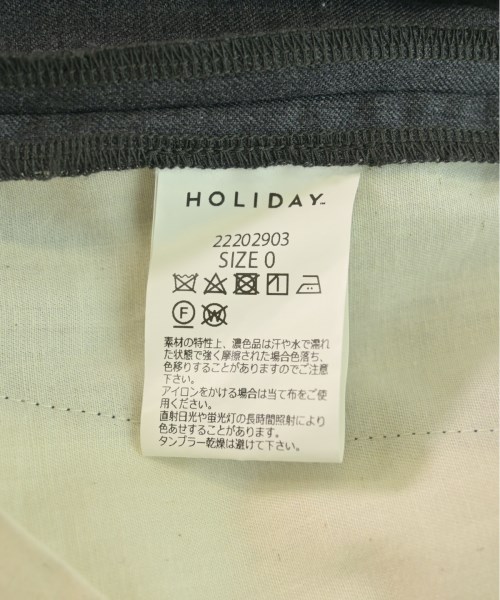 HOLIDAY
22202903
SIZE 0
F W
素材の特性上、濃色品は汗や水で濡れ
た状態で強く摩擦された場合色落ち、
色移りすることがありますのでご注意
下さい。
アイロンをかける場合は当て布をご使
用ください。
直射日光や蛍光灯の長時間照射により
色あせすることがあります。
タンブラー乾燥は避けて下さい。